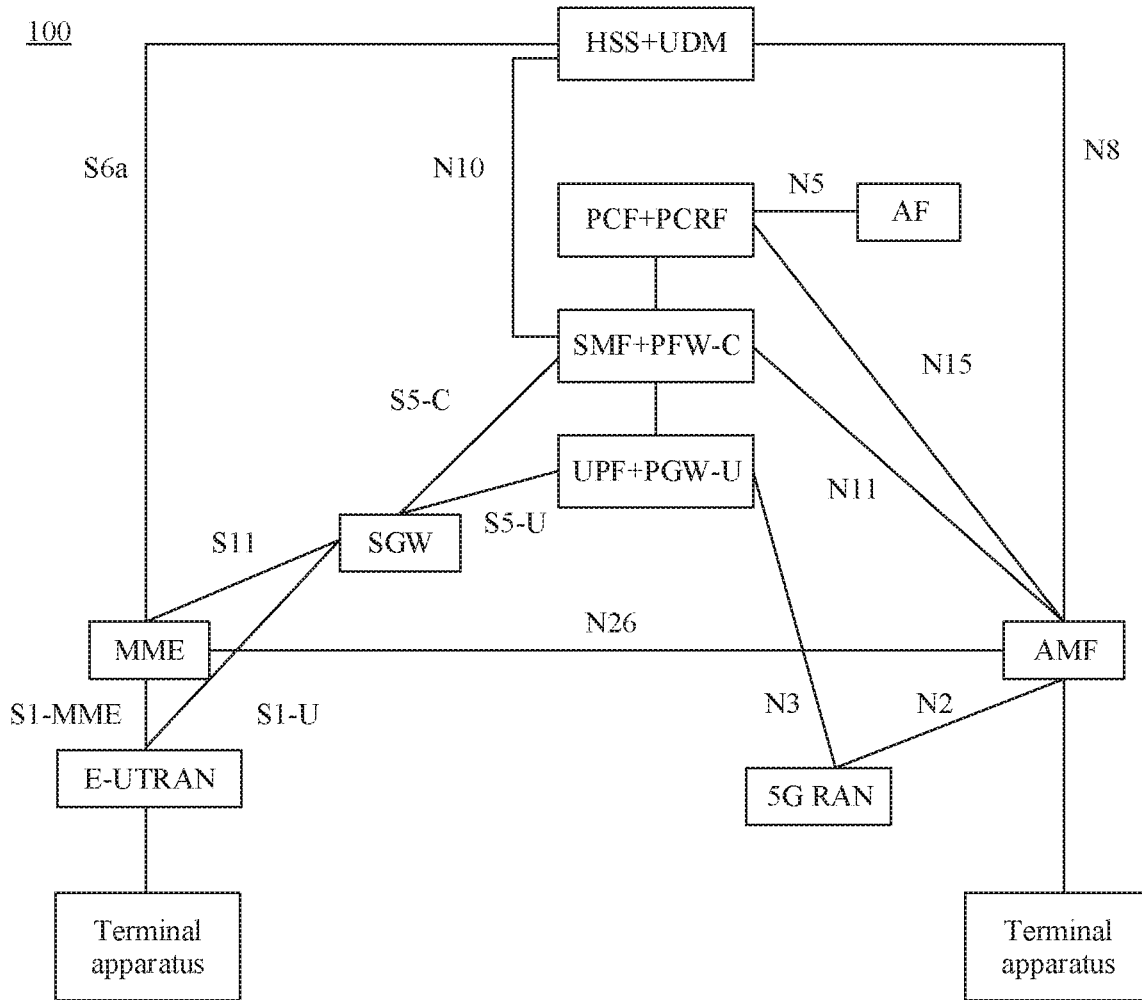 100
HSS+UDM
S6a
N10
N8
N5
PCF+PCRF
AF
SMF+PFW-C
N15
S5-C
UPF+PGW-U
N11
S5-U
S11
SGW
N26
MME
AMF
S1-MME
S1-U
N3
N2
E-UTRAN
5G RAN
Terminal
apparatus
Terminal
apparatus